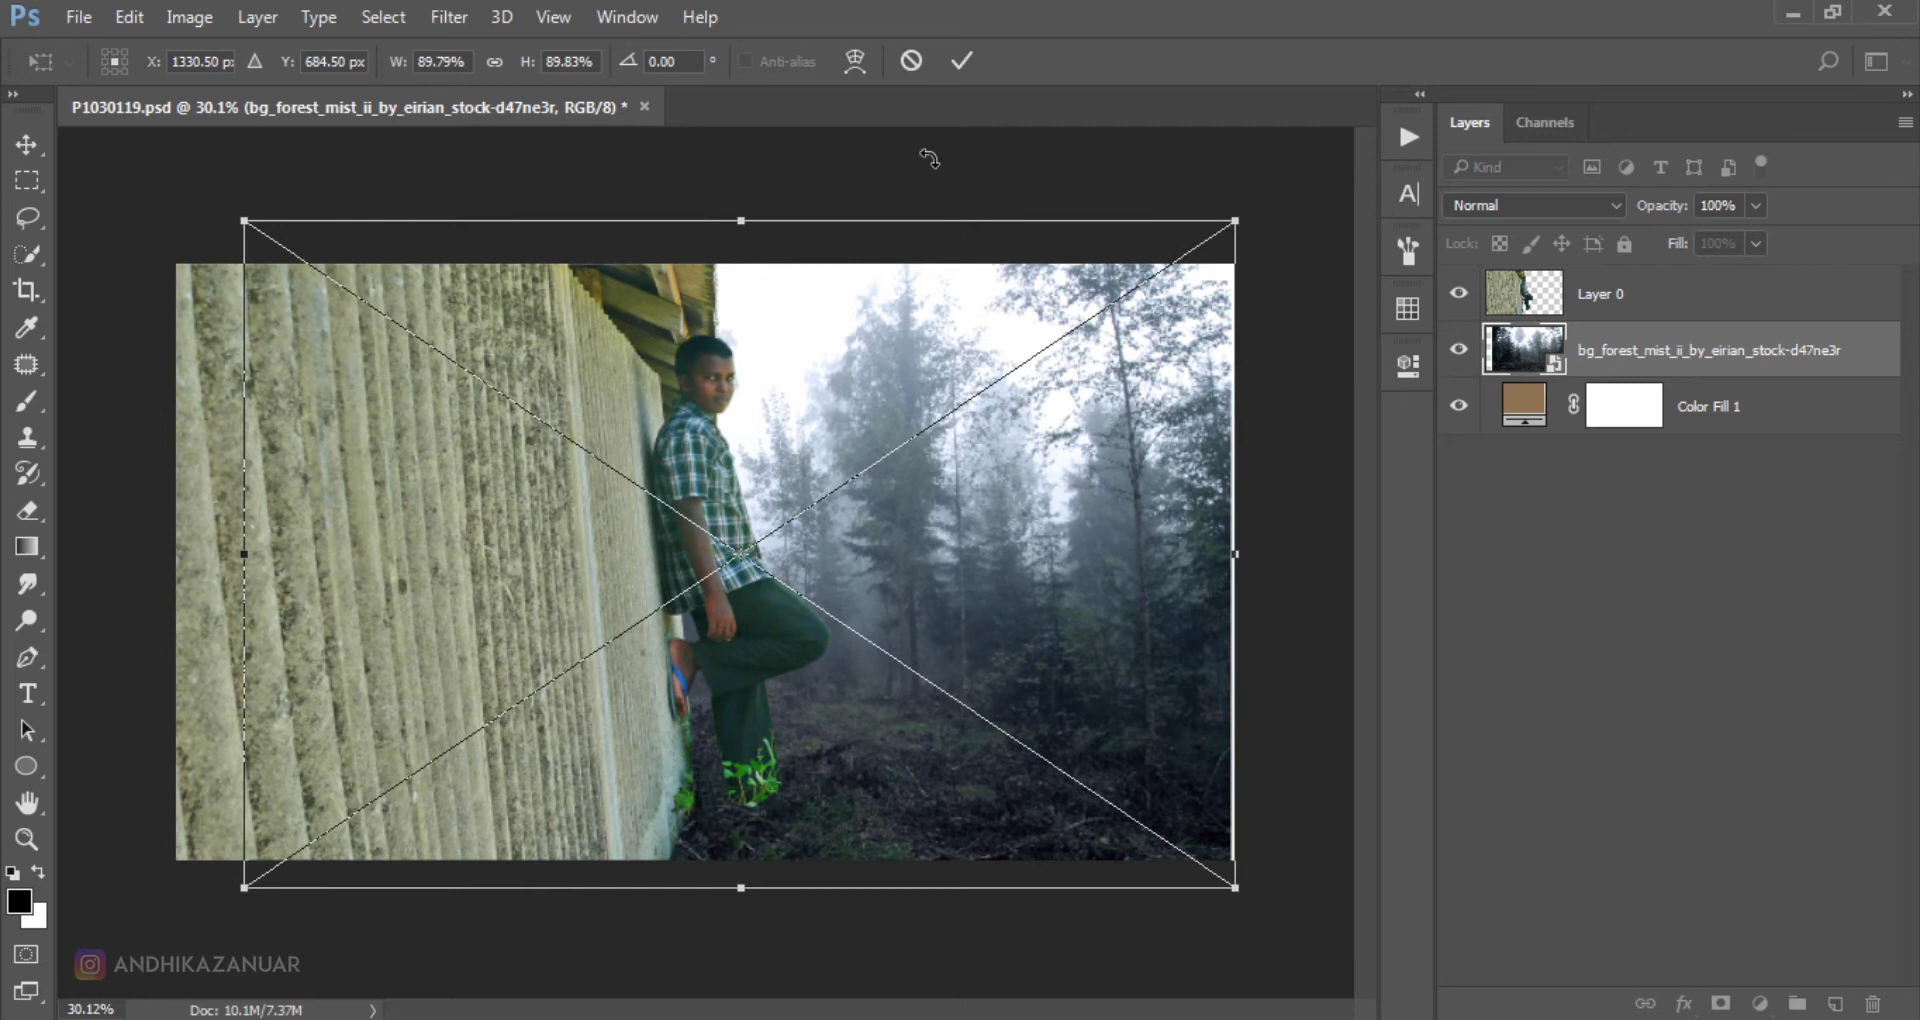 Ps File Edit Image Layer Type Select Filter 3D View Window Help
X: 1330.50 px Y: 684.50 px W: 89.79% H: 89.83% 0.00 ° Anti-alias
P1030119.psd @ 30.1% (bg_forest_mist_ii_by_eirian_stock-d47ne3r, RGB/8) * ×
Layers Channels
Kind
Normal Opacity: 100%
Lock: Fill: 100%
Layer 0
bg_forest_mist_ii_by_eirian_stock-d47ne3r
Color Fill 1
ANDHIKAZANUAR
30.12% Doc: 10.1M/7.37M